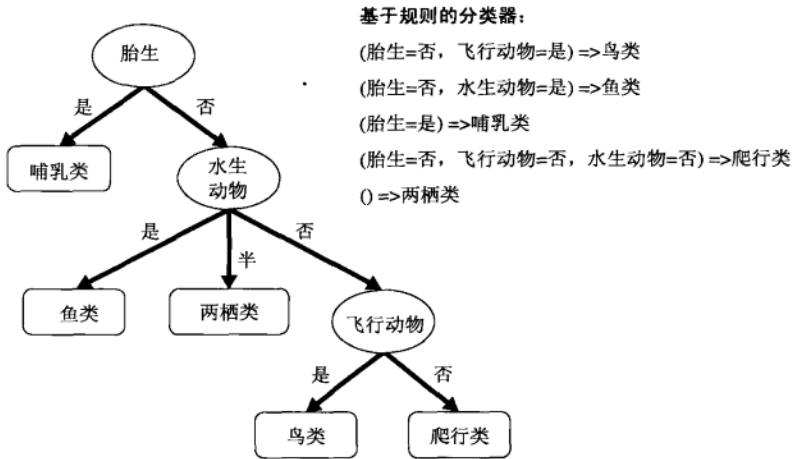 基于规则的分类器：
(胎生=否，飞行动物=是)=>鸟类
(胎生=否，水生动物=是)=>鱼类
(胎生=是)=>哺乳类
(胎生=否，飞行动物=否，水生动物=否)=>爬行类
()=>两栖类
胎生
是
否
哺乳类
水生
动物
是
半
否
鱼类
两栖类
飞行动物
是
否
鸟类
爬行类